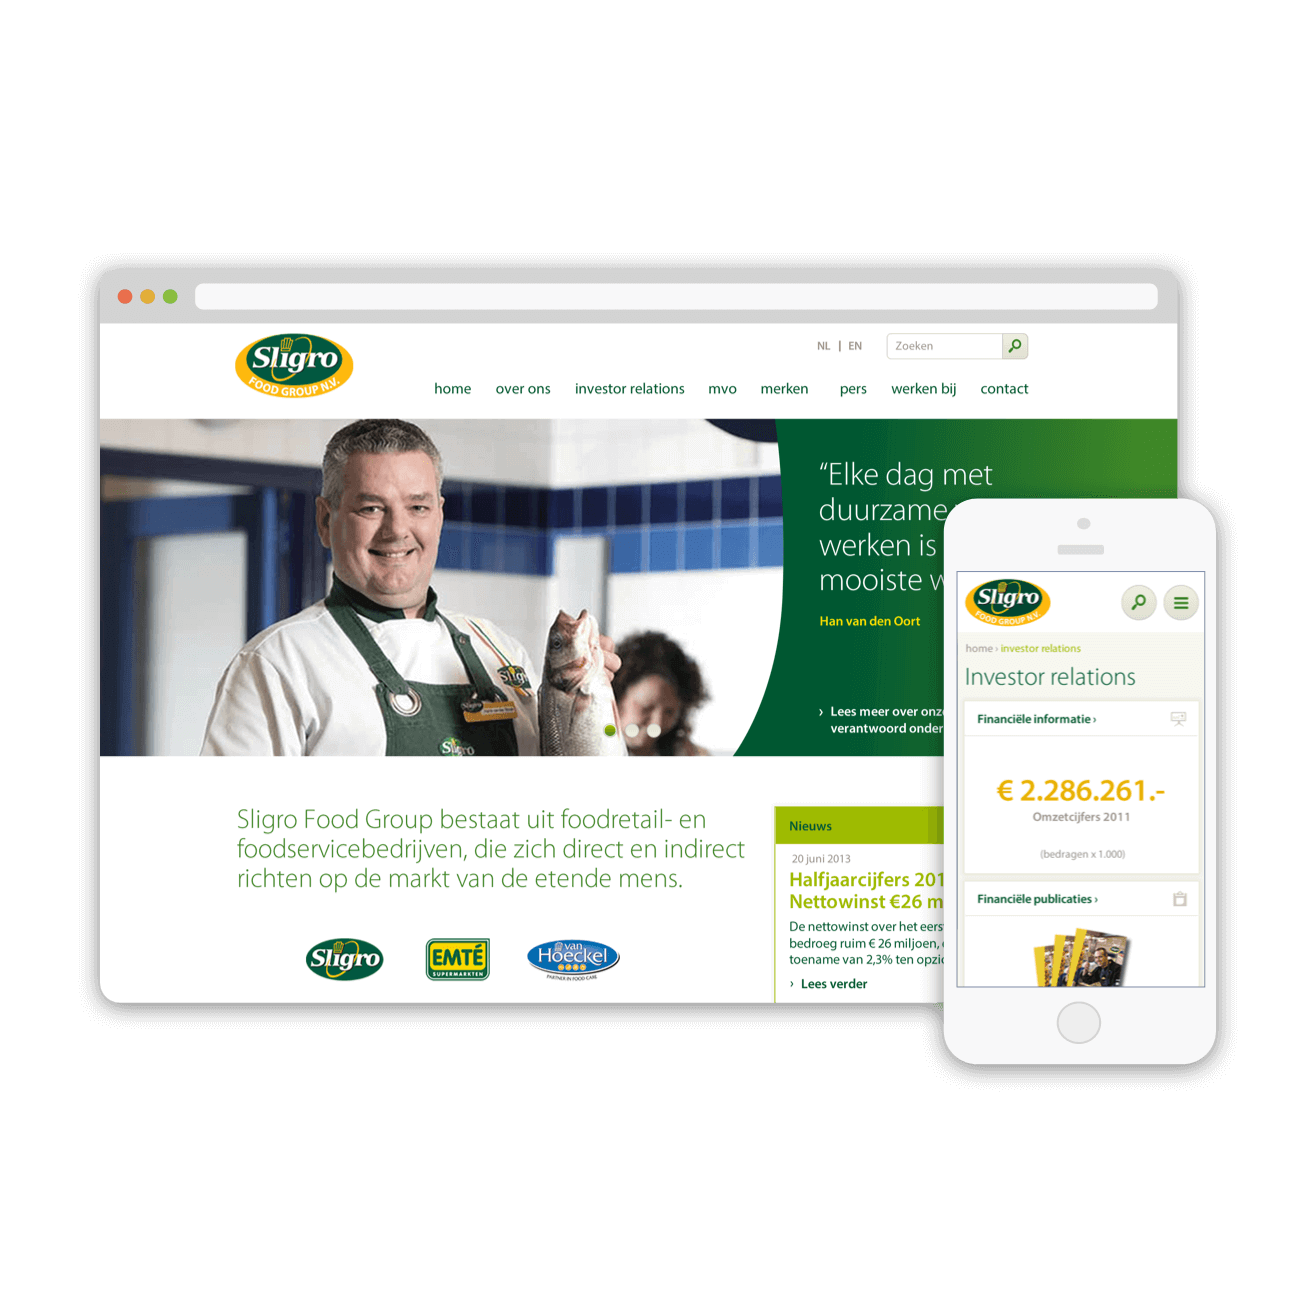 Sligro
FOOD GROUP N.V.
NL | EN
Zoeken
home over ons investor relations mvo merken pers werken bij contact
“Elke dag met
duurzame
werken is
mooiste w
Han van den Oort
› Lees meer over onze
verantwoord onder
Sligro
Sligro
Sligro Food Group bestaat uit foodretail- en
foodservicebedrijven, die zich direct en indirect
richten op de markt van de etende mens.
Sligro
EMTÉ
SUPERMARKTEN
van
Hoeckel
PARTNER IN FOOD CARE
Nieuws
20 juni 2013
Halfjaarcijfers 201
Nettowinst €26 m
De nettowinst over het eers
bedroeg ruim € 26 miljoen,
toename van 2,3% ten opzi
› Lees verder
Sligro
FOOD GROUP N.V.
home › investor relations
Investor relations
Financiële informatie ›
€ 2.286.261.-
Omzetcijfers 2011
(bedragen x 1.000)
Financiële publicaties ›